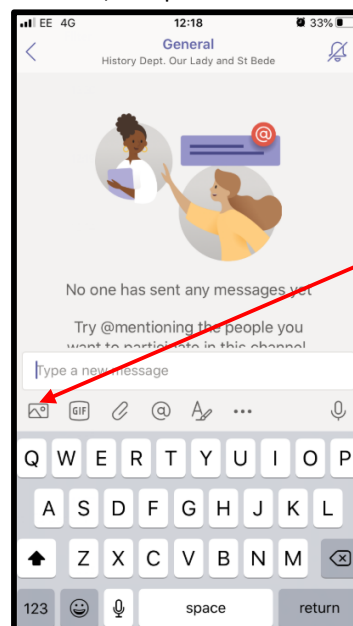 EE 4G 12:18 33%
General
History Dept. Our Lady and St Bede
@
No one has sent any messages yet
Try @mentioning the people you
want to participate in this channel
Type a new message
GIF @ A ...
Q W E R T Y U I O P
A S D F G H J K L
Z X C V B N M
123 space return